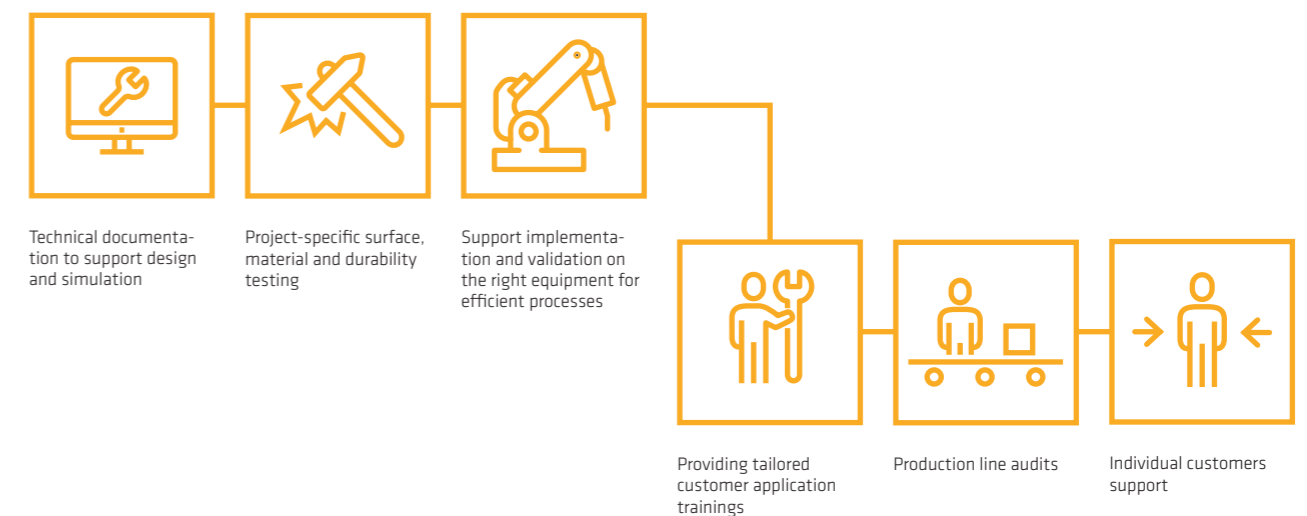 Technical documenta-
tion to support design
and simulation
Project-specific surface,
material and durability
testing
Support implementa-
tion and validation on
the right equipment for
efficient processes
Providing tailored
customer application
trainings
Production line audits
Individual customers
support